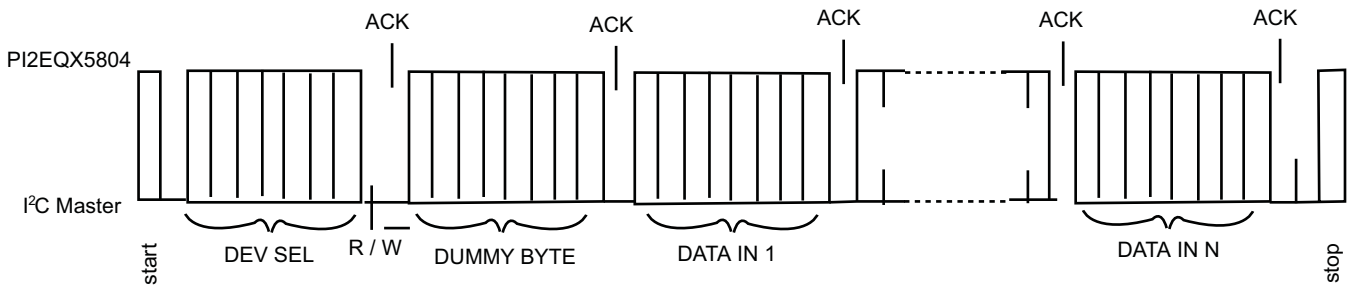 ACK
ACK
ACK
ACK
ACK
PI2EQX5804
I²C Master
start
DEV SEL
R / W
DUMMY BYTE
DATA IN 1
DATA IN N
stop